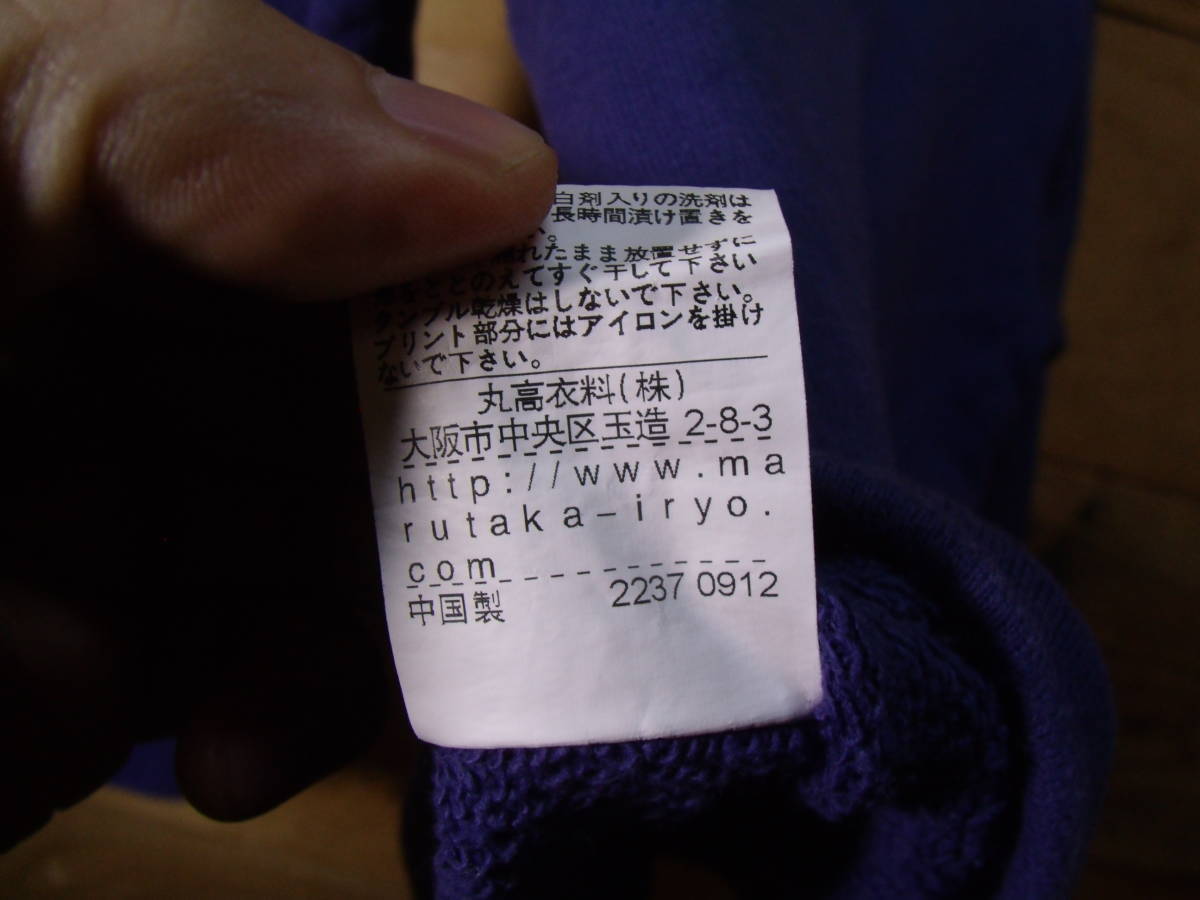 白剤入りの洗剤は
長時間漬け置きを
い。
れたまま放置せずに
をととのえてすぐ干して下さい
タンブル乾燥はしないで下さい。
プリント部分にはアイロンを掛け
ないで下さい。
丸高衣料(株)
大阪市中央区玉造 2-8-3
http://www.ma
rutaka-iryo.
com
中国製 2237 0912